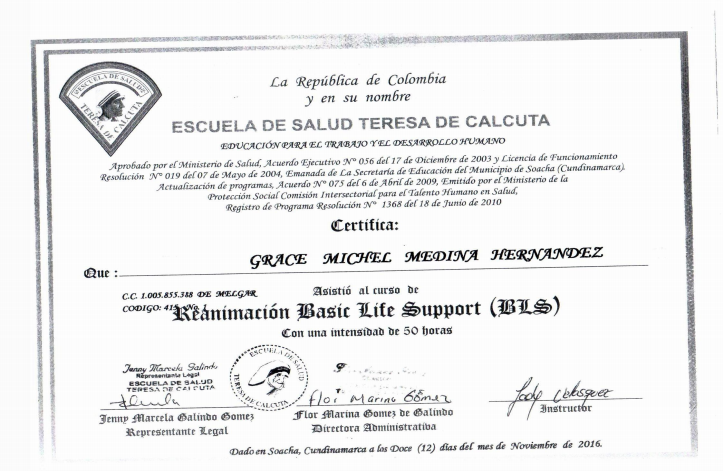 ESCUELA DE SALUD
TERESA DE CALCUTA
La República de Colombia
y en su nombre
ESCUELA DE SALUD TERESA DE CALCUTA
EDUCACIÓN PARA EL TRABAJO Y EL DESARROLLO HUMANO
Aprobado por el Ministerio de Salud, Acuerdo Ejecutivo Nº 056 del 17 de Diciembre de 2003 y Licencia de Funcionamiento
Resolución Nº 019 del 07 de Mayo de 2004, Emanada de La Secretaría de Educación del Municipio de Soacha (Cundinamarca).
Actualización de programas, Acuerdo Nº 075 del 6 de Abril de 2009, Emitido por el Ministerio de la
Protección Social Comisión Intersectorial para el Talento Humano en Salud,
Registro de Programa Resolución Nº 1368 del 18 de Junio de 2010
Certifica:
GRACE MICHEL MEDINA HERNANDEZ
Que :
C.C. 1.005.855.388 DE MELGAR
Asistió al curso de
CODIGO: 415
Reanimación Basic Life Support (BLS)
Con una intensidad de 50 horas
Jenny Marcela Galindo
Representante Legal
ESCUELA DE SALUD
TERESA DE CALCUTA
ESCUELA DE SALUD
TERESA DE CALCUTA
Flor Marina Gómez
Jenny Marcela Galindo Gomez
Flor Marina Gomez de Galindo
Instructor
Representante Legal
Directora Administrativa
Dado en Soacha, Cundinamarca a los Doce (12) días del mes de Noviembre de 2016.